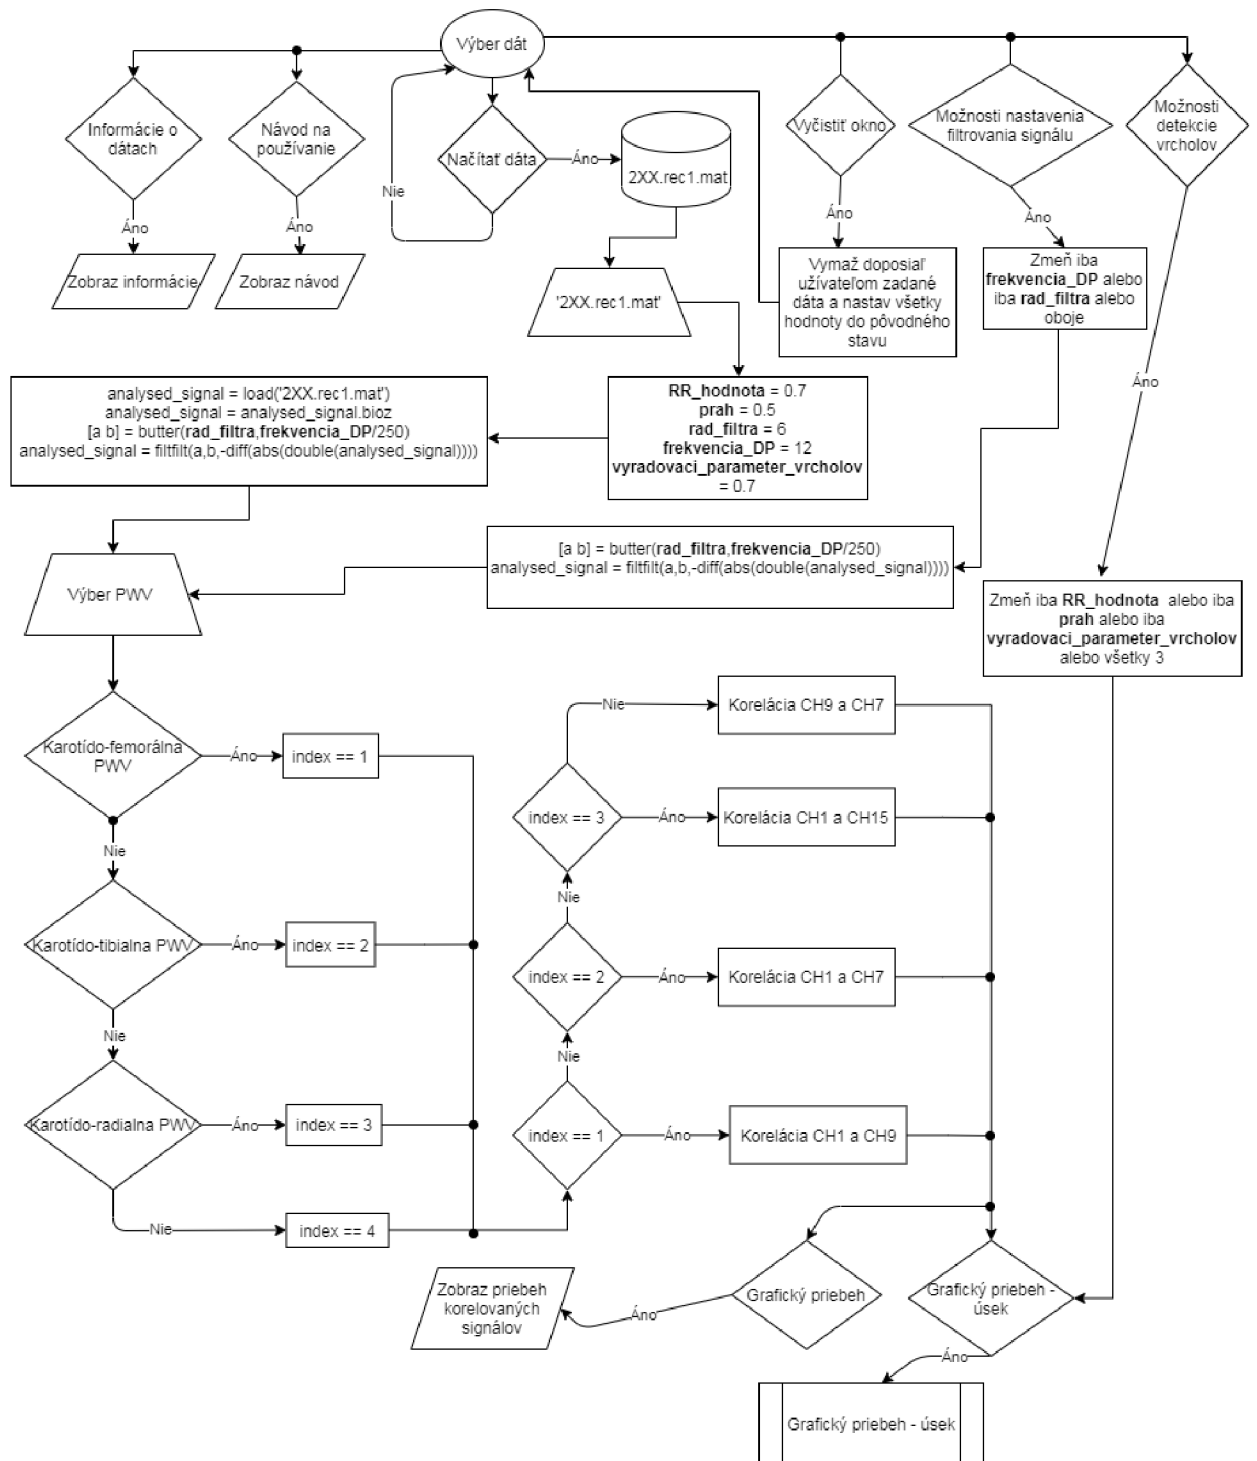 Výber dát
Informácie o
dátach
Návod na
používanie
Načítať dáta
Áno
2XX.rec1.mat
Nie
Vyčistiť okno
Možnosti nastavenia
filtrovania signálu
Možnosti
detekcie
vrcholov
Áno
Áno
Áno
Áno
Zobraz informácie
Zobraz návod
'2XX.rec1.mat'
Vymaž doposiaľ
užívateľom zadané
dáta a nastav všetky
hodnoty do pôvodného
stavu
Zmeň iba
frekvencia_DP alebo
iba rad_filtra alebo
oboje
Áno
analysed_signal = load('2XX.rec1.mat')
analysed_signal = analysed_signal.bioz
[a b] = butter(rad_filtra,frekvencia_DP/250)
analysed_signal = filtfilt(a,b,-diff(abs(double(analysed_signal))))
RR_hodnota = 0.7
prah = 0.5
rad_filtra = 6
frekvencia_DP = 12
vyradovaci_parameter_vrcholov
= 0.7
[a b] = butter(rad_filtra,frekvencia_DP/250)
analysed_signal = filtfilt(a,b,-diff(abs(double(analysed_signal))))
Výber PWV
Zmeň iba RR_hodnota alebo iba
prah alebo iba
vyradovaci_parameter_vrcholov
alebo všetky 3
Karotído-femorálna
PWV
Áno
index == 1
Nie
Karotído-tibialna PWV
Áno
index == 2
Nie
Karotído-radialna PWV
Áno
index == 3
Nie
index == 4
Nie
Korelácia CH9 a CH7
index == 3
Áno
Korelácia CH1 a CH15
Nie
index == 2
Áno
Korelácia CH1 a CH7
Nie
index == 1
Áno
Korelácia CH1 a CH9
Zobraz priebeh
korelovaných
signálov
Áno
Grafický priebeh
Grafický priebeh -
úsek
Áno
Grafický priebeh - úsek